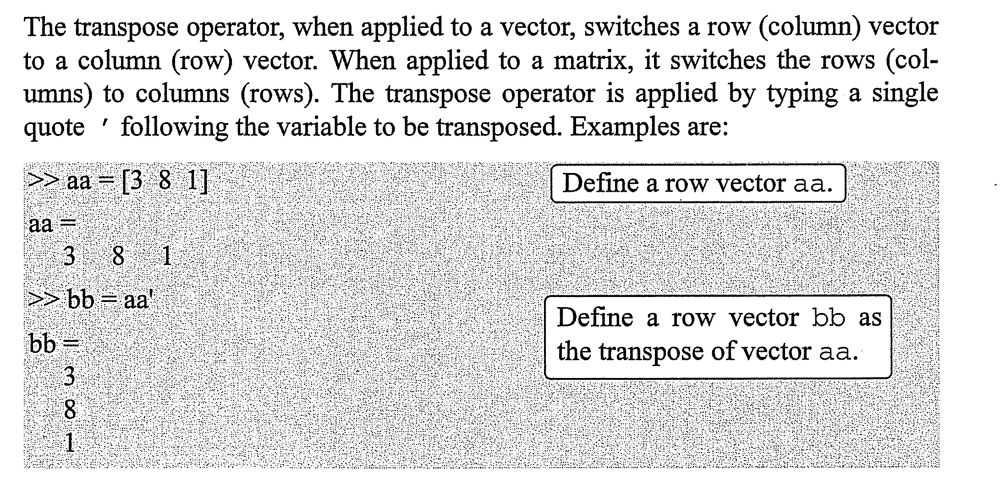 The transpose operator, when applied to a vector, switches a row (column) vector
to a column (row) vector. When applied to a matrix, it switches the rows (col-
umns) to columns (rows). The transpose operator is applied by typing a single
quote ' following the variable to be transposed. Examples are:
>> aa = [3 8 1]
Define a row vector aa.
aa =
3 8 1
>> bb = aa'
Define a row vector bb as
the transpose of vector aa.
bb =
3
8
1